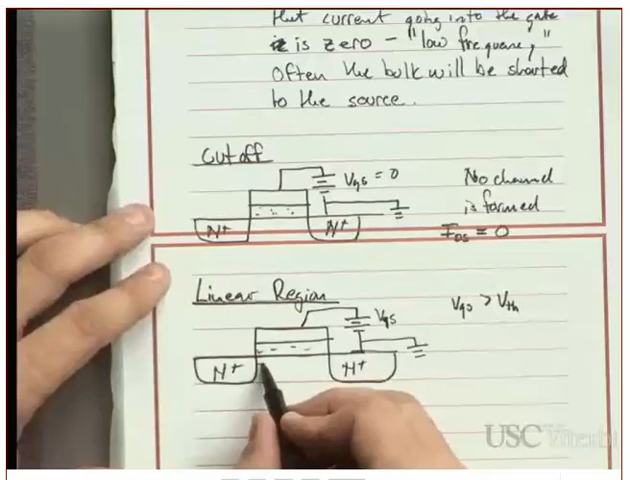 that current going into the gate
is zero - "low frequency"
Often the bulk will be shorted
to the source.
Cutoff
Vgs = 0
No channel
is formed
N+
N+
IDS = 0
Linear Region
Vgs
Vgs > Vth
N+
N+
USC Viterbi